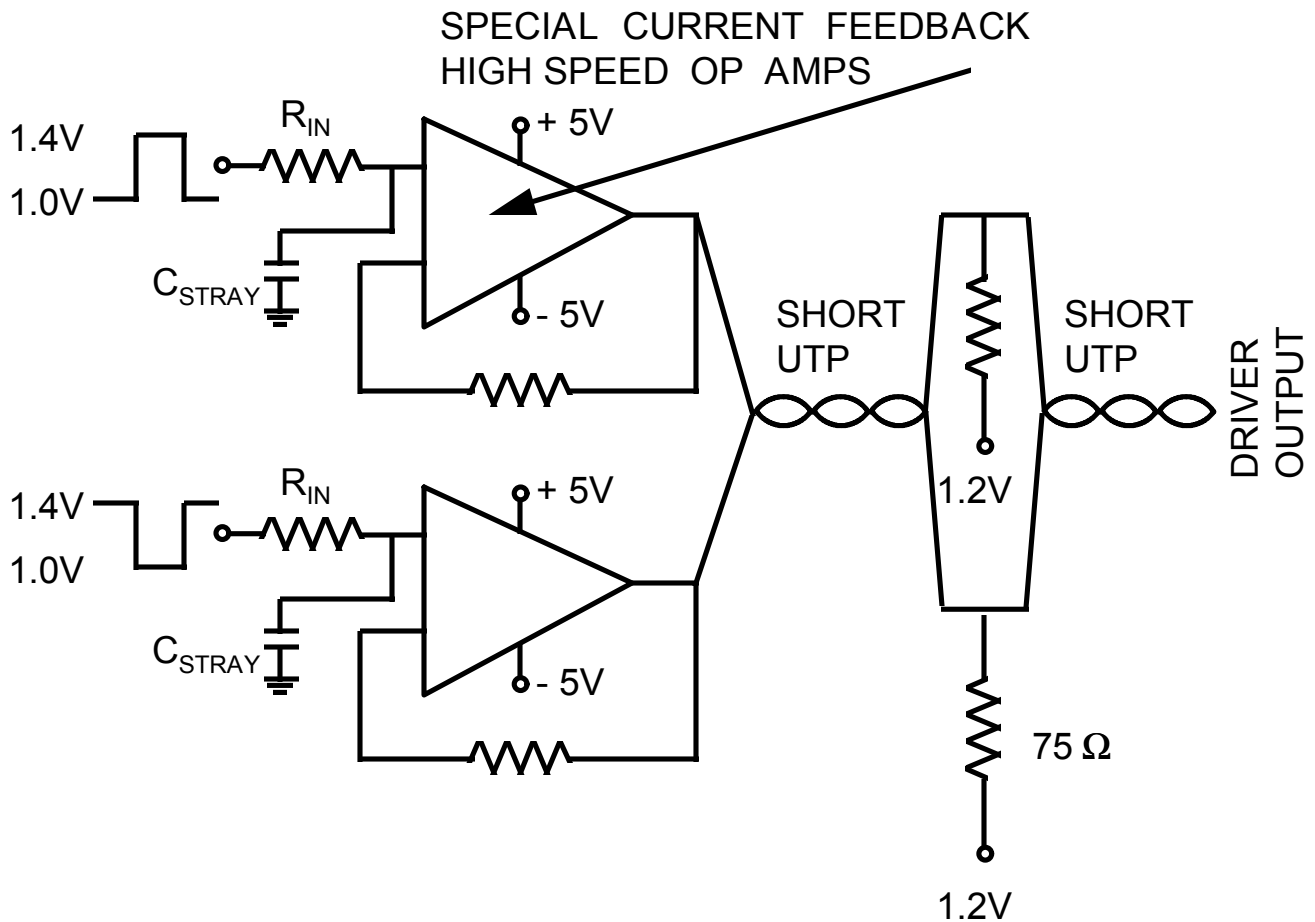 SPECIAL CURRENT FEEDBACK
HIGH SPEED OP AMPS
1.4V
1.0V
RIN
+ 5V
CSTRAY
- 5V
SHORT
UTP
SHORT
UTP
DRIVER
OUTPUT
1.2V
1.4V
1.0V
RIN
+ 5V
CSTRAY
- 5V
75 Ω
1.2V